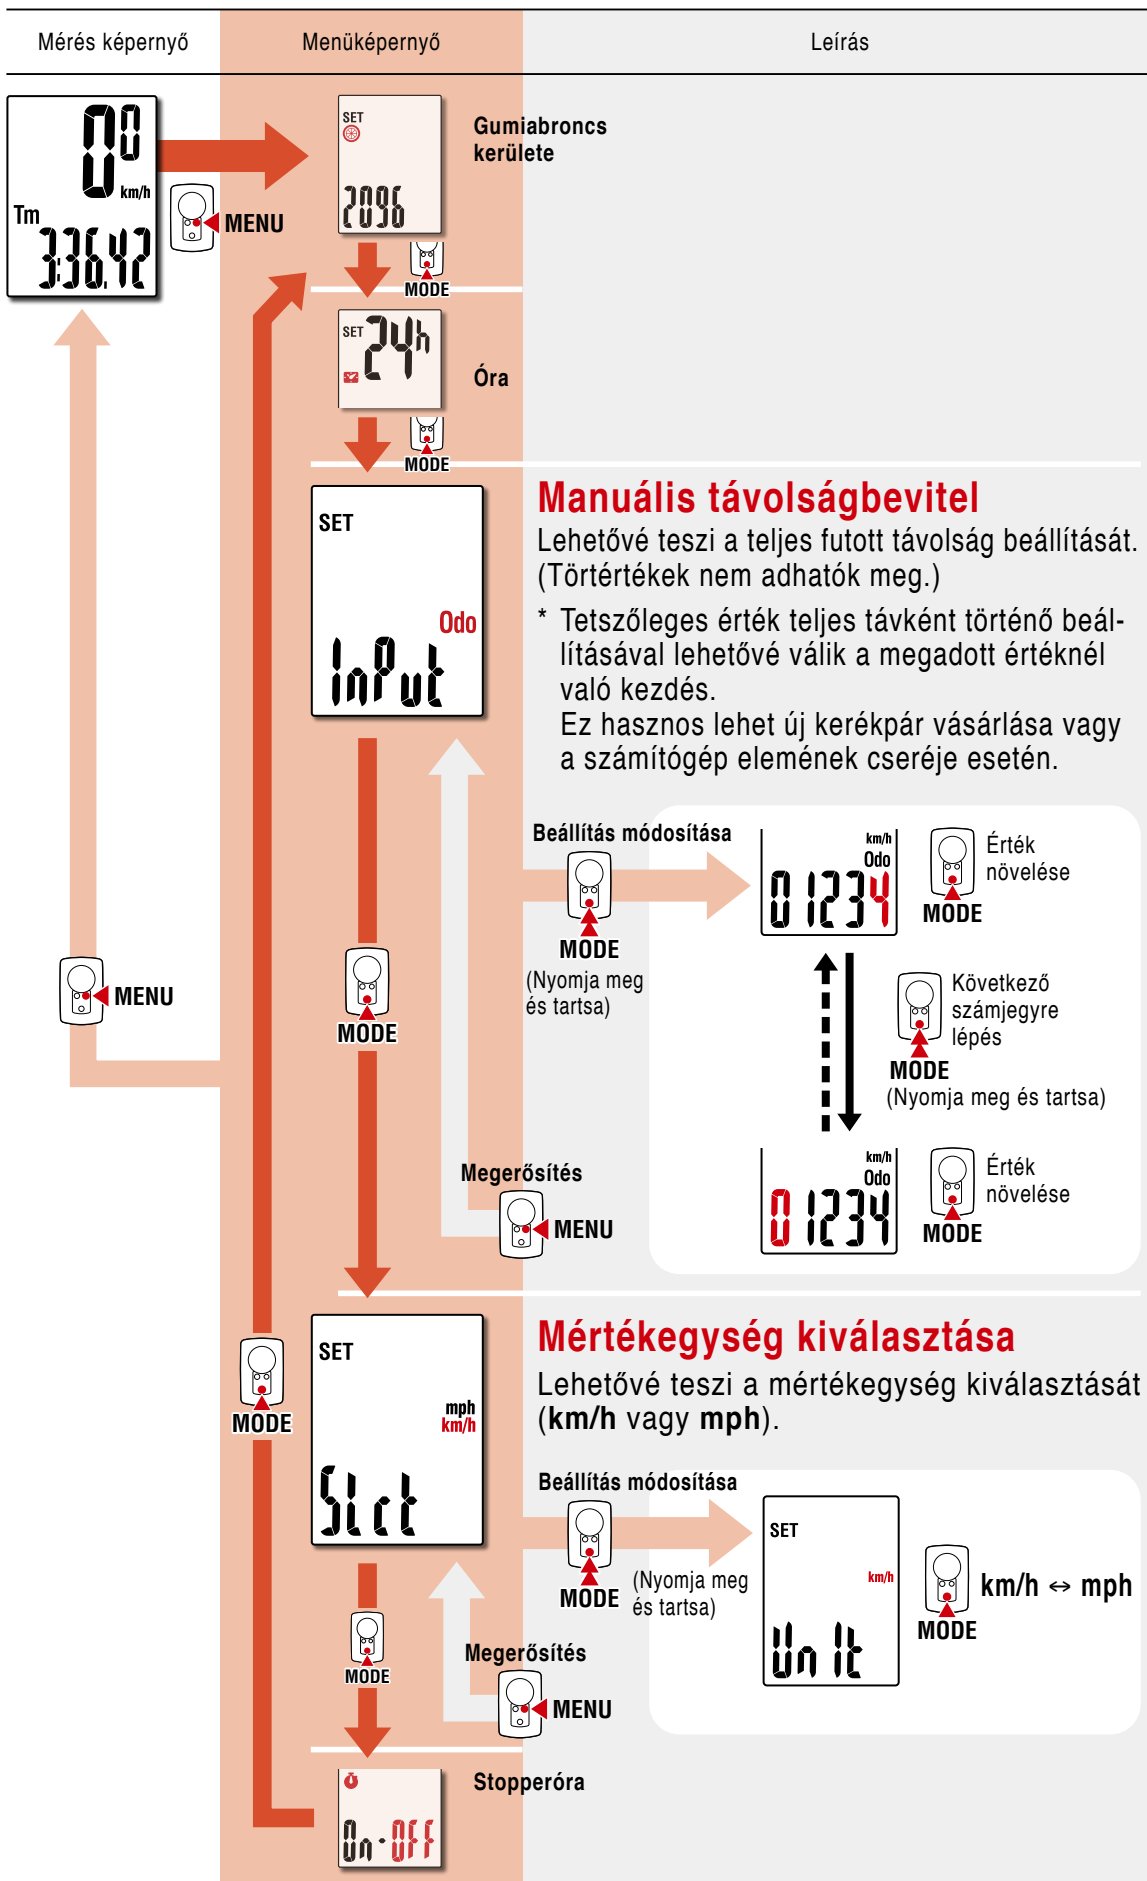 Mérés képernyő
Menüképernyő
Leírás
0.0
km/h
Tm
3:36.42
MENU
SET
2096
Gumiabroncs
kerülete
MODE
SET
24h
Óra
MODE
SET
Odo
InPut
Manuális távolságbevitel
Lehetővé teszi a teljes futott távolság beállítását.
(Törtértékek nem adhatók meg.)
* Tetszőleges érték teljes távként történő beál-
lításával lehetővé válik a megadott értéknél
való kezdés.
Ez hasznos lehet új kerékpár vásárlása vagy
a számítógép elemének cseréje esetén.
Beállítás módosítása
MODE
(Nyomja meg
és tartsa)
km/h
Odo
01234
Érték
növelése
MODE
Következő
számjegyre
lépés
MODE
(Nyomja meg és tartsa)
km/h
Odo
01234
Érték
növelése
MODE
MENU
MODE
Megerősítés
MENU
MODE
SET
mph
km/h
Slct
Mértékegység kiválasztása
Lehetővé teszi a mértékegység kiválasztását
(km/h vagy mph).
Beállítás módosítása
MODE
(Nyomja meg
és tartsa)
SET
km/h
Unit
MODE
km/h ⇔ mph
MODE
Megerősítés
MENU
On-OFF
Stopperóra